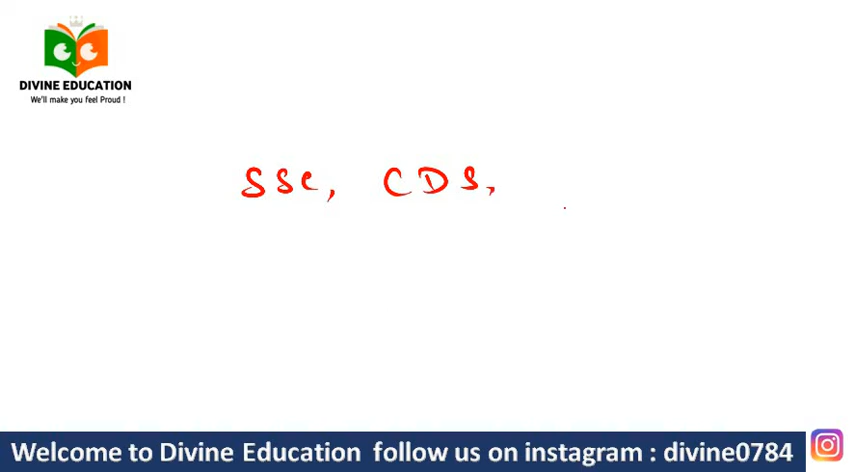 DIVINE EDUCATION
We'll make you feel Proud !
SSC, CDS,
Welcome to Divine Education follow us on instagram : divine0784